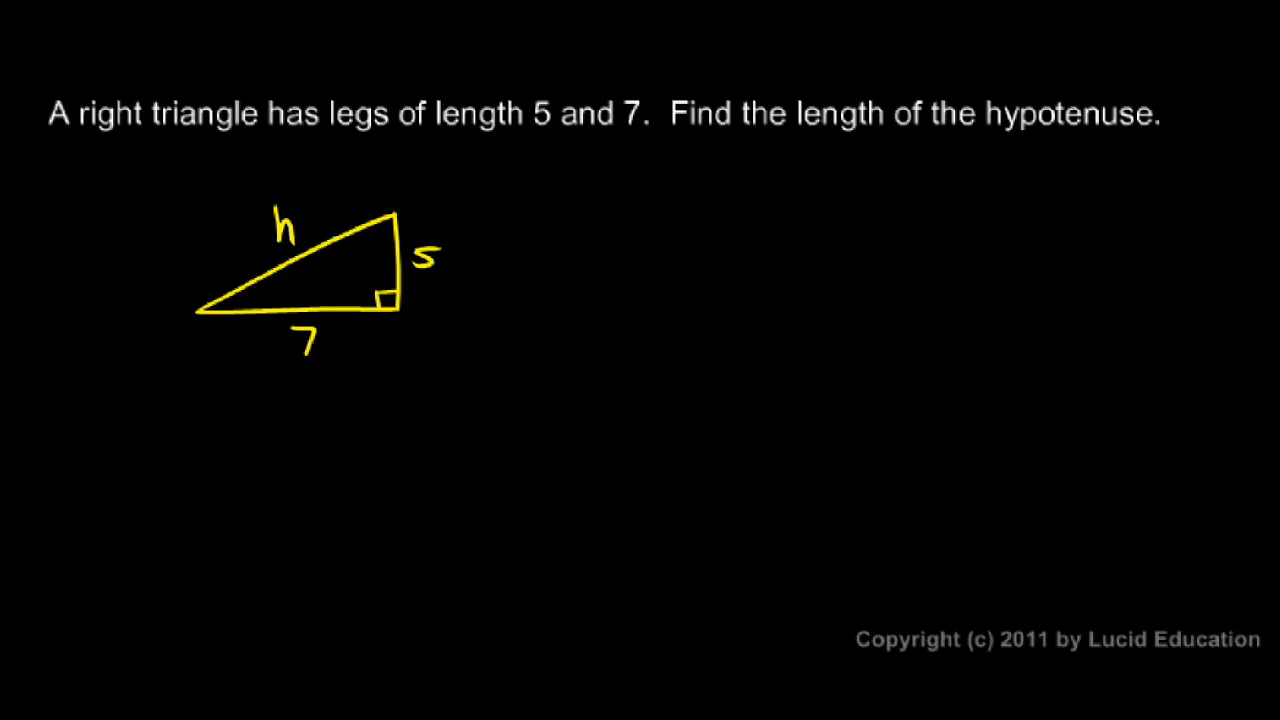 A right triangle has legs of length 5 and 7.  Find the length of the hypotenuse.
h
5
7
Copyright (c) 2011 by Lucid Education